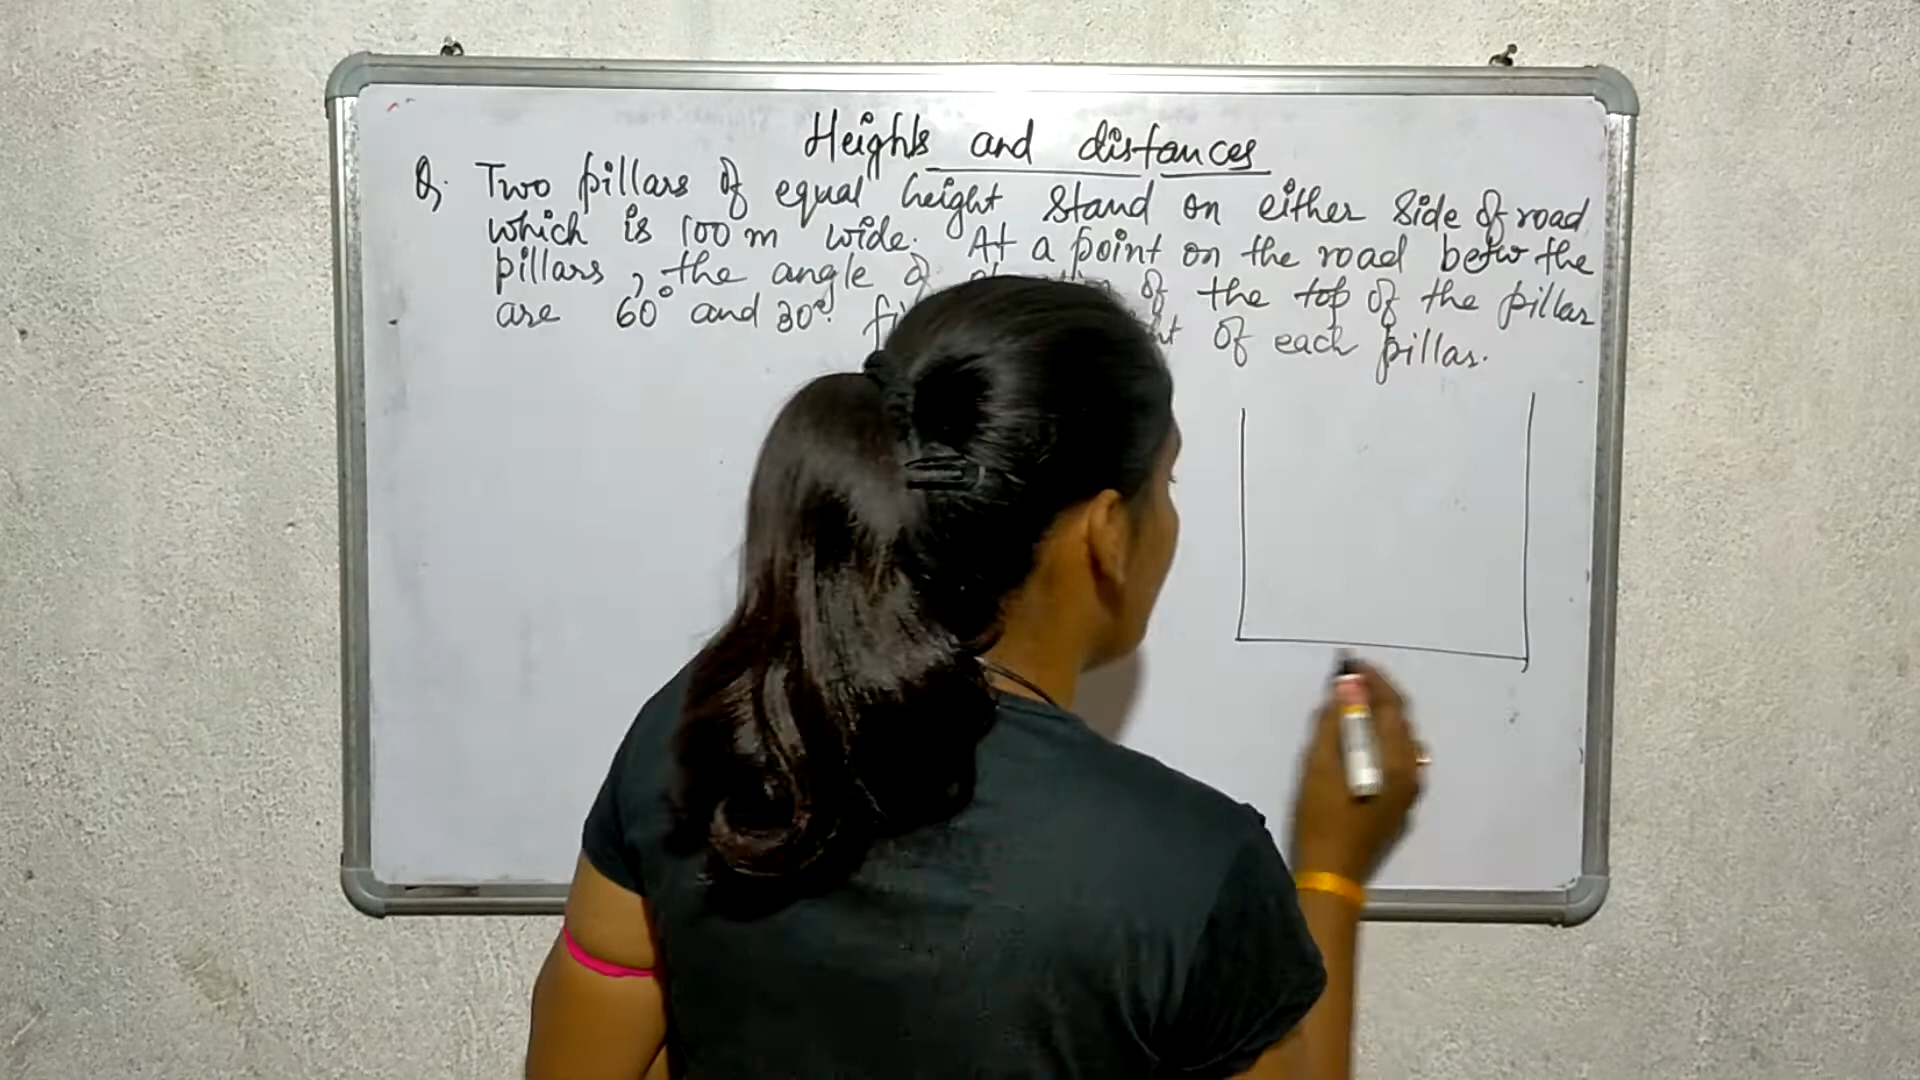 Heights and distances
Q. Two pillars of equal height stand on either side of road
which is 100 m wide. At a point on the road betw the
pillars, the angle of of the top of the pillar
are 60° and 30°. of each pillar.